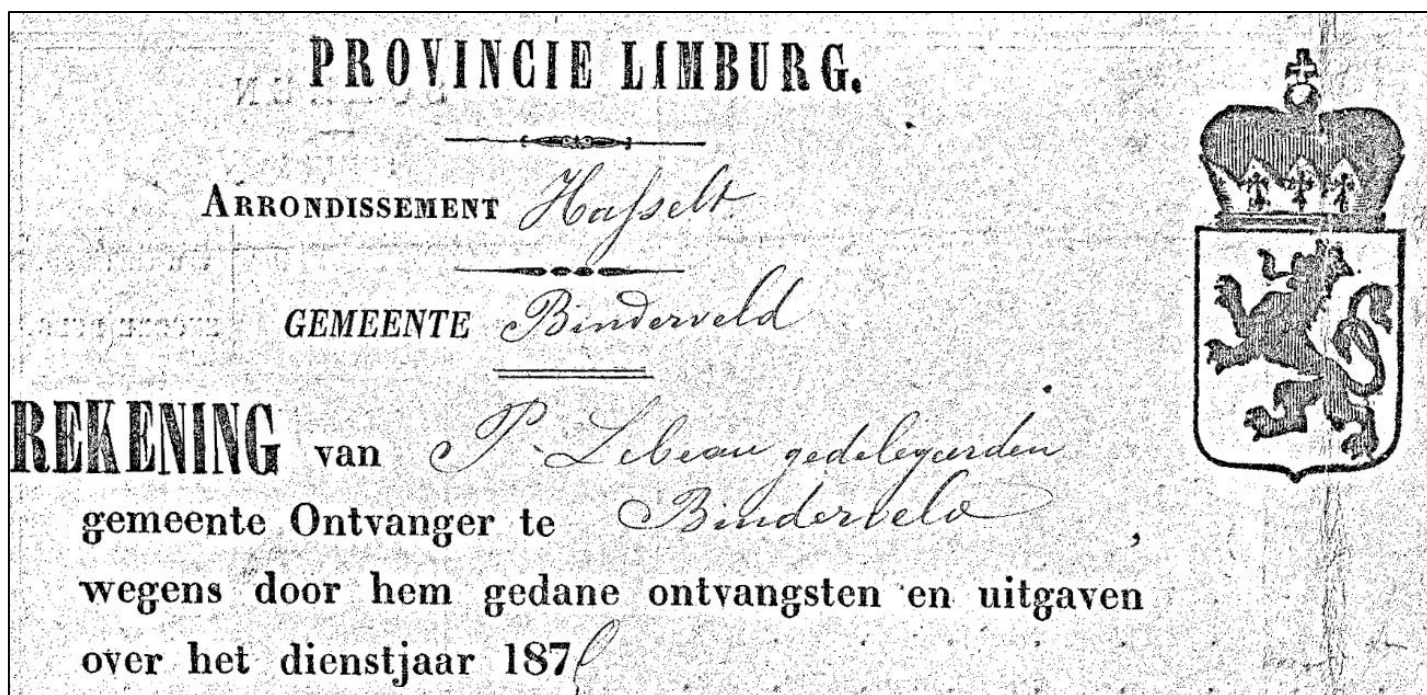 PROVINCIE LIMBURG.
ARRONDISSEMENT Hasselt
GEMEENTE Binderveld
REKENING van P. Lebeau gedelegeerden
gemeente Ontvanger te Binderveld,
wegens door hem gedane ontvangsten en uitgaven
over het dienstjaar 187